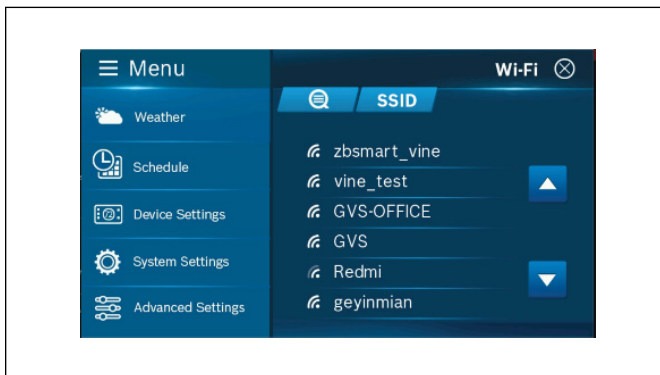 Menu
Wi-Fi
SSID
Weather
Schedule
Device Settings
System Settings
Advanced Settings
zbsmart_vine
vine_test
GVS-OFFICE
GVS
Redmi
geyinmian